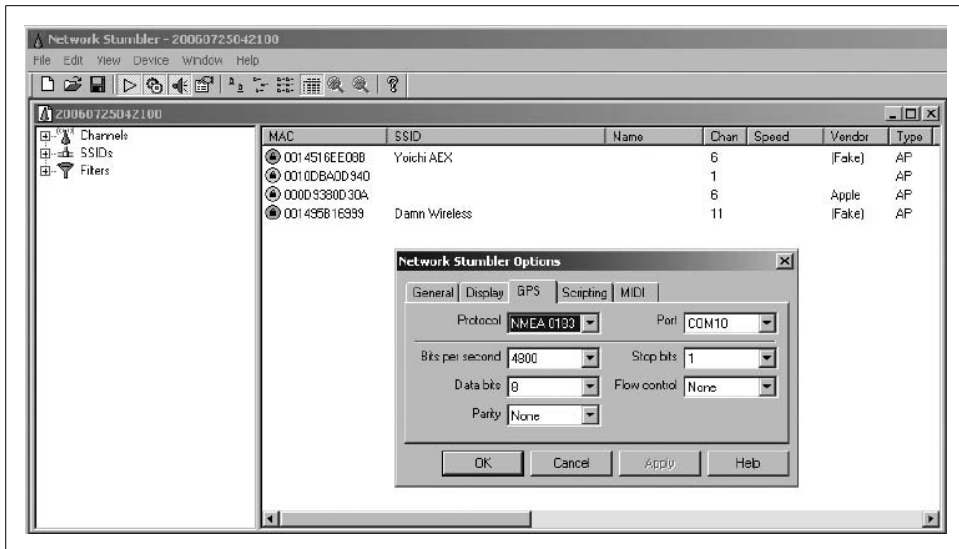 Network Stumbler - 20060725042100
File Edit View Device Window Help
20060725042100
Channels
SSIDs
Filters
MAC SSID Name Chan Speed Vendor Type
0014516EE08B Yoichi AEX 6 (Fake) AP
0010DBA0D940 1 AP
000D9380D30A 6 Apple AP
001495B16999 Damn Wireless 11 (Fake) AP
Network Stumbler Options
General Display GPS Scripting MIDI
Protocol NMEA 0183 Port COM10
Bits per second 4800 Stop bits 1
Data bits 8 Flow control None
Parity None
OK Cancel Apply Help